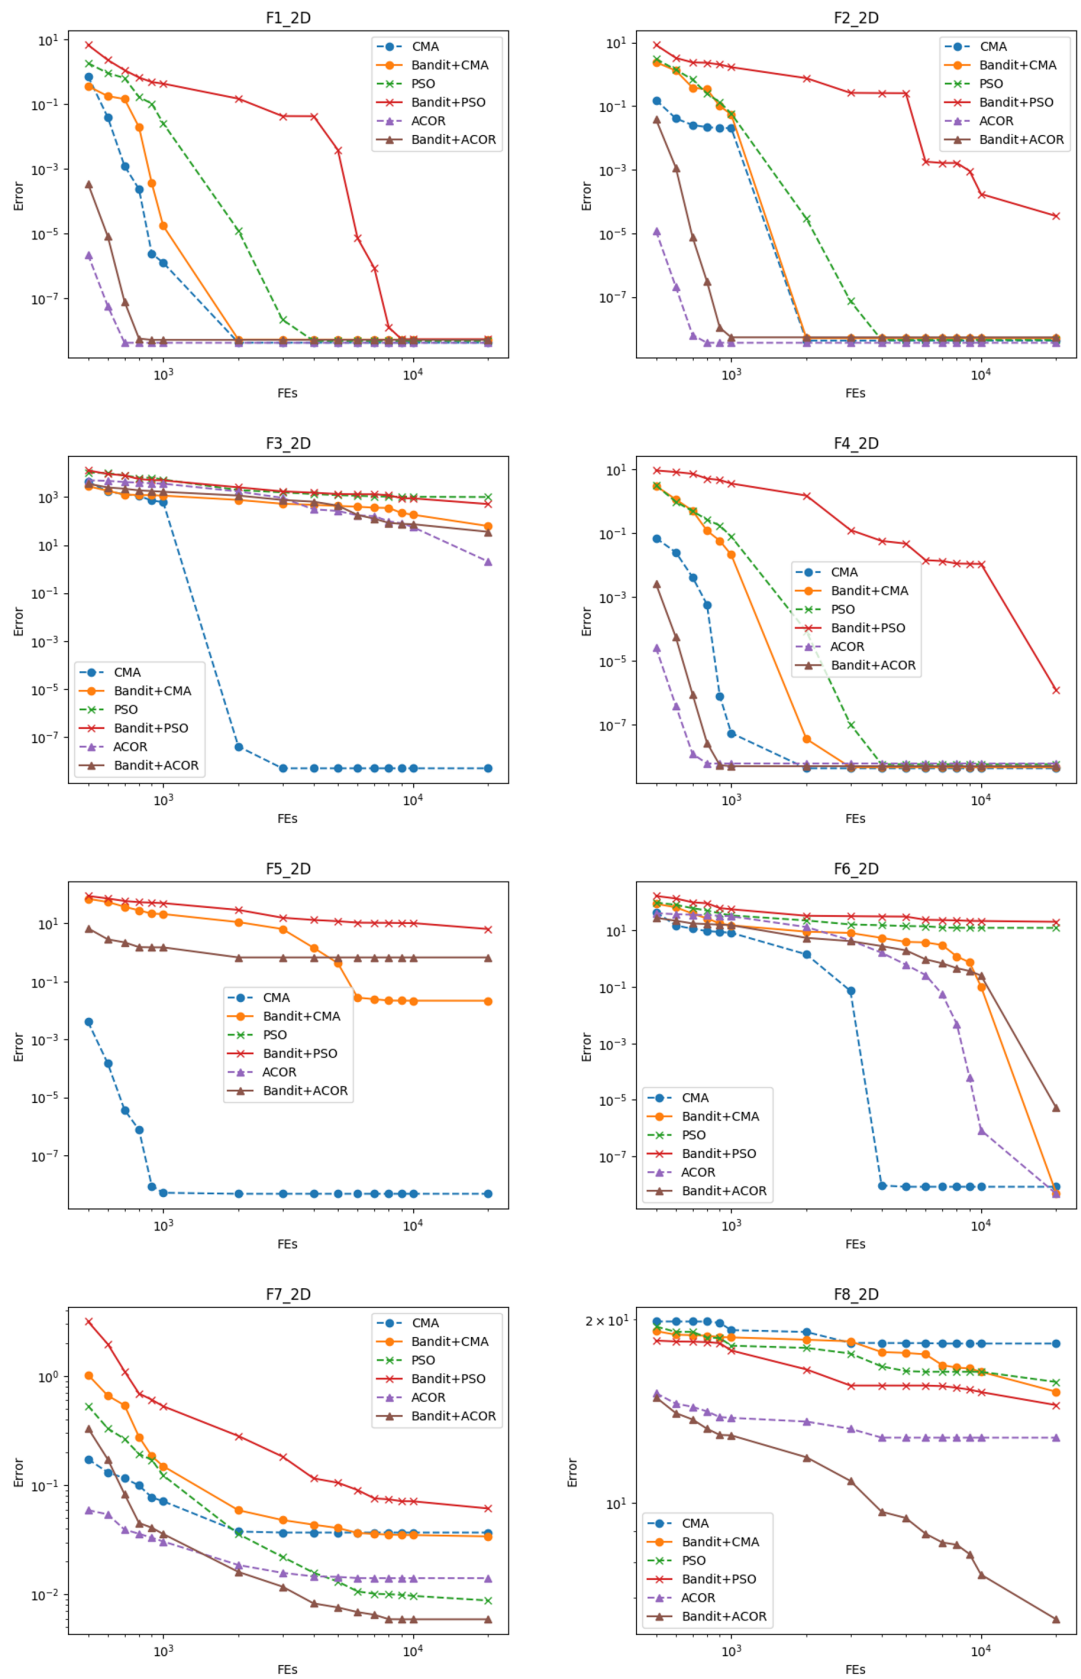 F1_2D
10^1
10^-1
10^-3
10^-5
10^-7
Error
10^3
10^4
FEs
CMA
Bandit+CMA
PSO
Bandit+PSO
ACOR
Bandit+ACOR
F2_2D
10^1
10^-1
10^-3
10^-5
10^-7
Error
10^3
10^4
FEs
CMA
Bandit+CMA
PSO
Bandit+PSO
ACOR
Bandit+ACOR
F3_2D
10^3
10^1
10^-1
10^-3
10^-5
10^-7
Error
10^3
10^4
FEs
CMA
Bandit+CMA
PSO
Bandit+PSO
ACOR
Bandit+ACOR
F4_2D
10^1
10^-1
10^-3
10^-5
10^-7
Error
10^3
10^4
FEs
CMA
Bandit+CMA
PSO
Bandit+PSO
ACOR
Bandit+ACOR
F5_2D
10^1
10^-1
10^-3
10^-5
10^-7
Error
10^3
10^4
FEs
CMA
Bandit+CMA
PSO
Bandit+PSO
ACOR
Bandit+ACOR
F6_2D
10^1
10^-1
10^-3
10^-5
10^-7
Error
10^3
10^4
FEs
CMA
Bandit+CMA
PSO
Bandit+PSO
ACOR
Bandit+ACOR
F7_2D
10^0
10^-1
10^-2
Error
10^3
10^4
FEs
CMA
Bandit+CMA
PSO
Bandit+PSO
ACOR
Bandit+ACOR
F8_2D
2 × 10^1
10^1
Error
10^3
10^4
FEs
CMA
Bandit+CMA
PSO
Bandit+PSO
ACOR
Bandit+ACOR